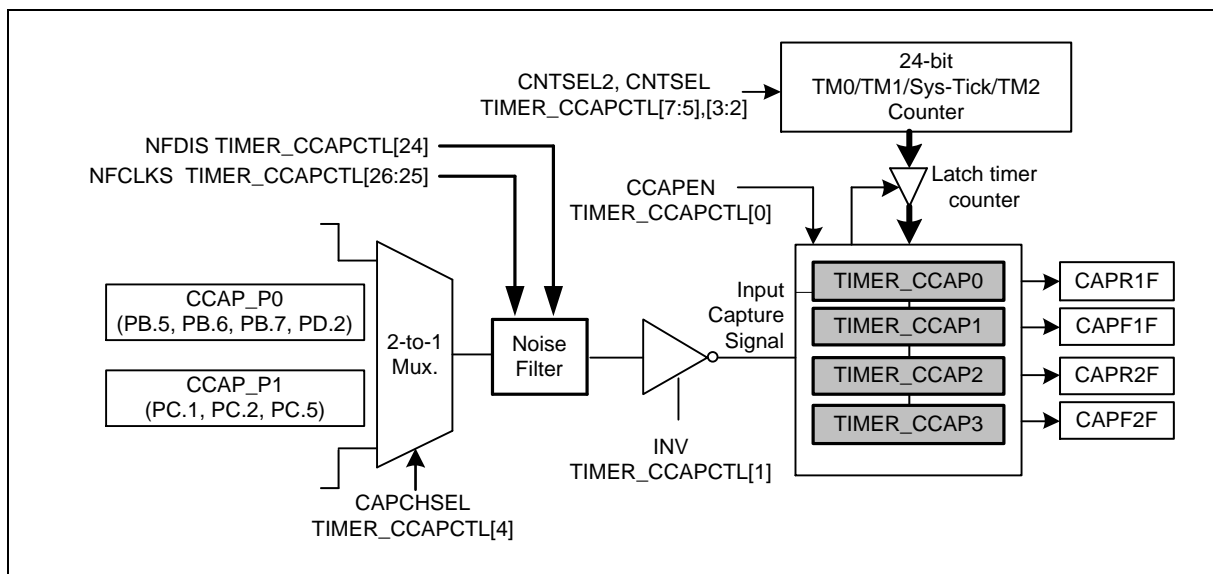 24-bit
TM0/TM1/Sys-Tick/TM2
Counter
CNTSEL2, CNTSEL
TIMER_CCAPCTL[7:5],[3:2]
NFDIS TIMER_CCAPCTL[24]
NFCLKS TIMER_CCAPCTL[26:25]
CCAPEN
TIMER_CCAPCTL[0]
Latch timer
counter
CCAP_P0
(PB.5, PB.6, PB.7, PD.2)
CCAP_P1
(PC.1, PC.2, PC.5)
2-to-1
Mux.
Noise
Filter
Input
Capture
Signal
TIMER_CCAP0
TIMER_CCAP1
TIMER_CCAP2
TIMER_CCAP3
CAPR1F
CAPF1F
CAPR2F
CAPF2F
INV
TIMER_CCAPCTL[1]
CAPCHSEL
TIMER_CCAPCTL[4]